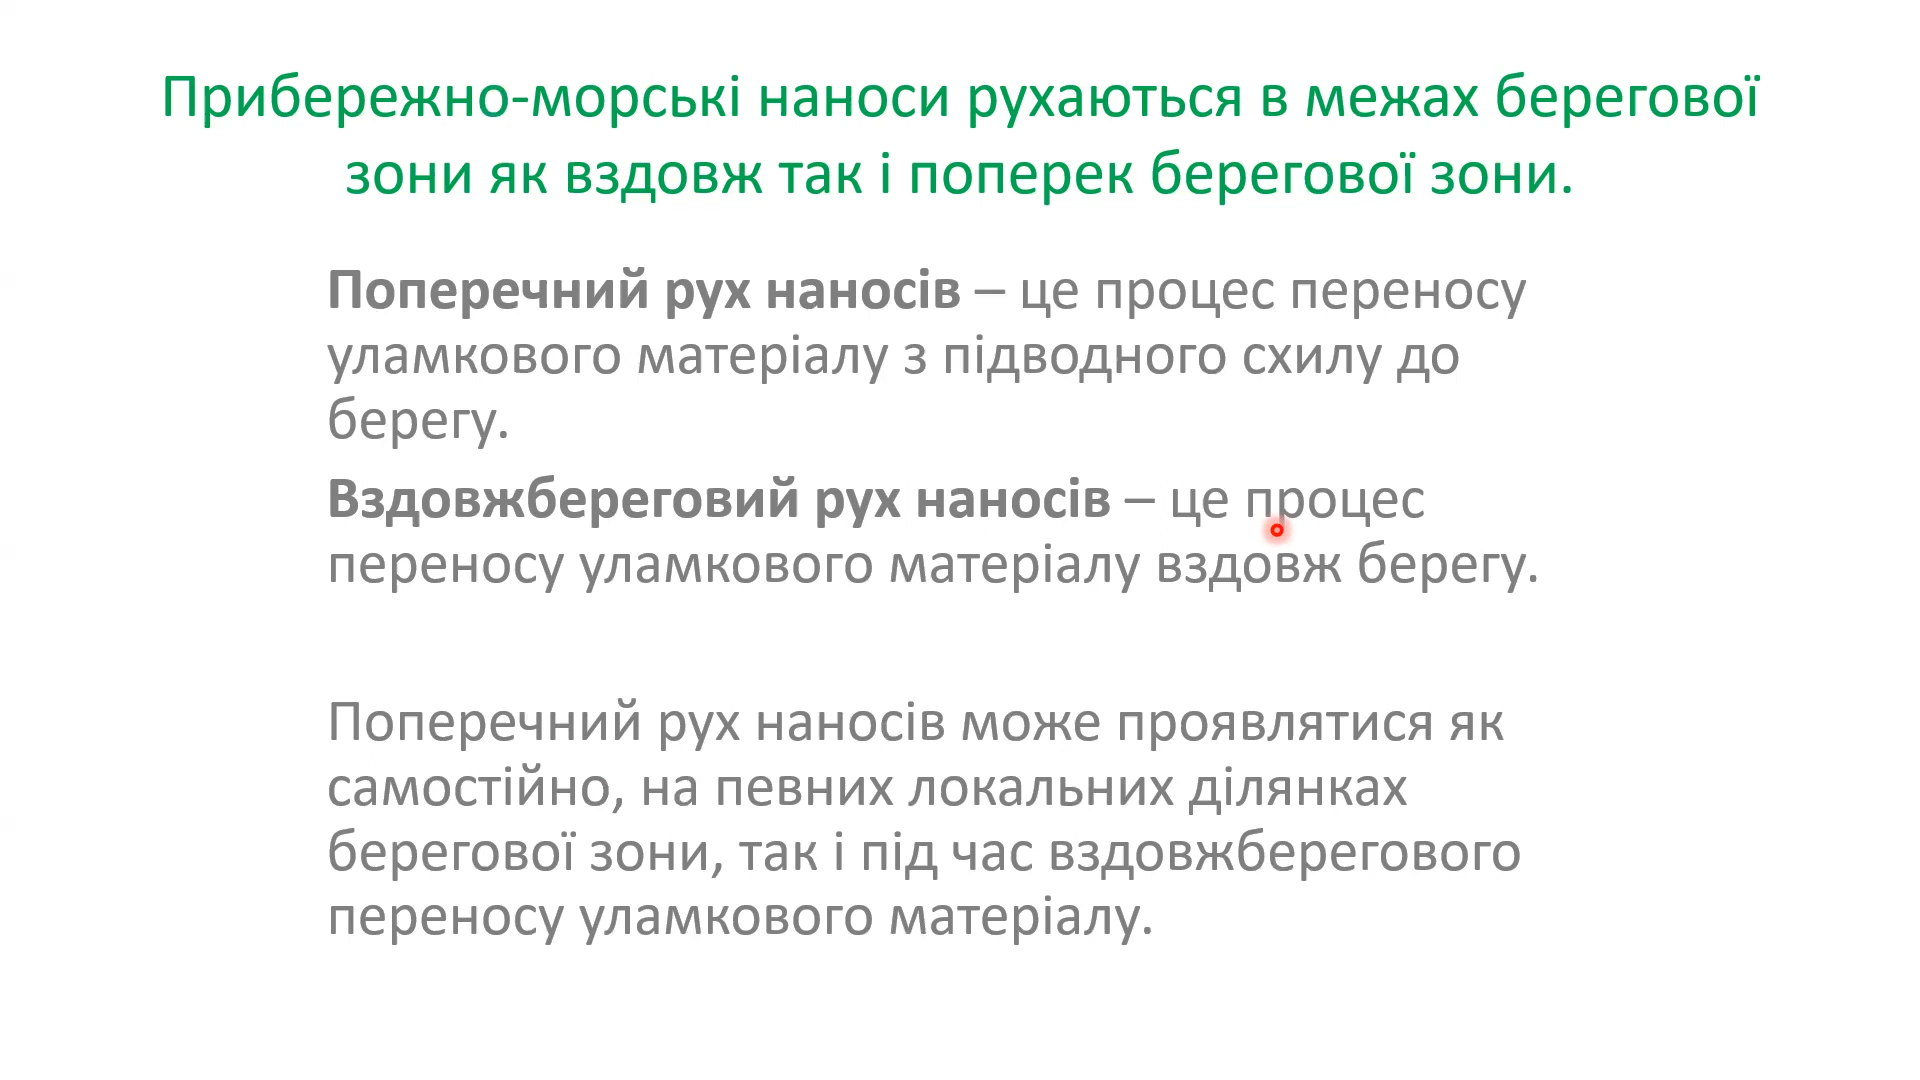 Прибережно-морські наноси рухаються в межах берегової
зони як вздовж так і поперек берегової зони.
Поперечний рух наносів – це процес переносу
уламкового матеріалу з підводного схилу до
берегу.
Вздовжбереговий рух наносів – це процес
переносу уламкового матеріалу вздовж берегу.
Поперечний рух наносів може проявлятися як
самостійно, на певних локальних ділянках
берегової зони, так і під час вздовжберегового
переносу уламкового матеріалу.